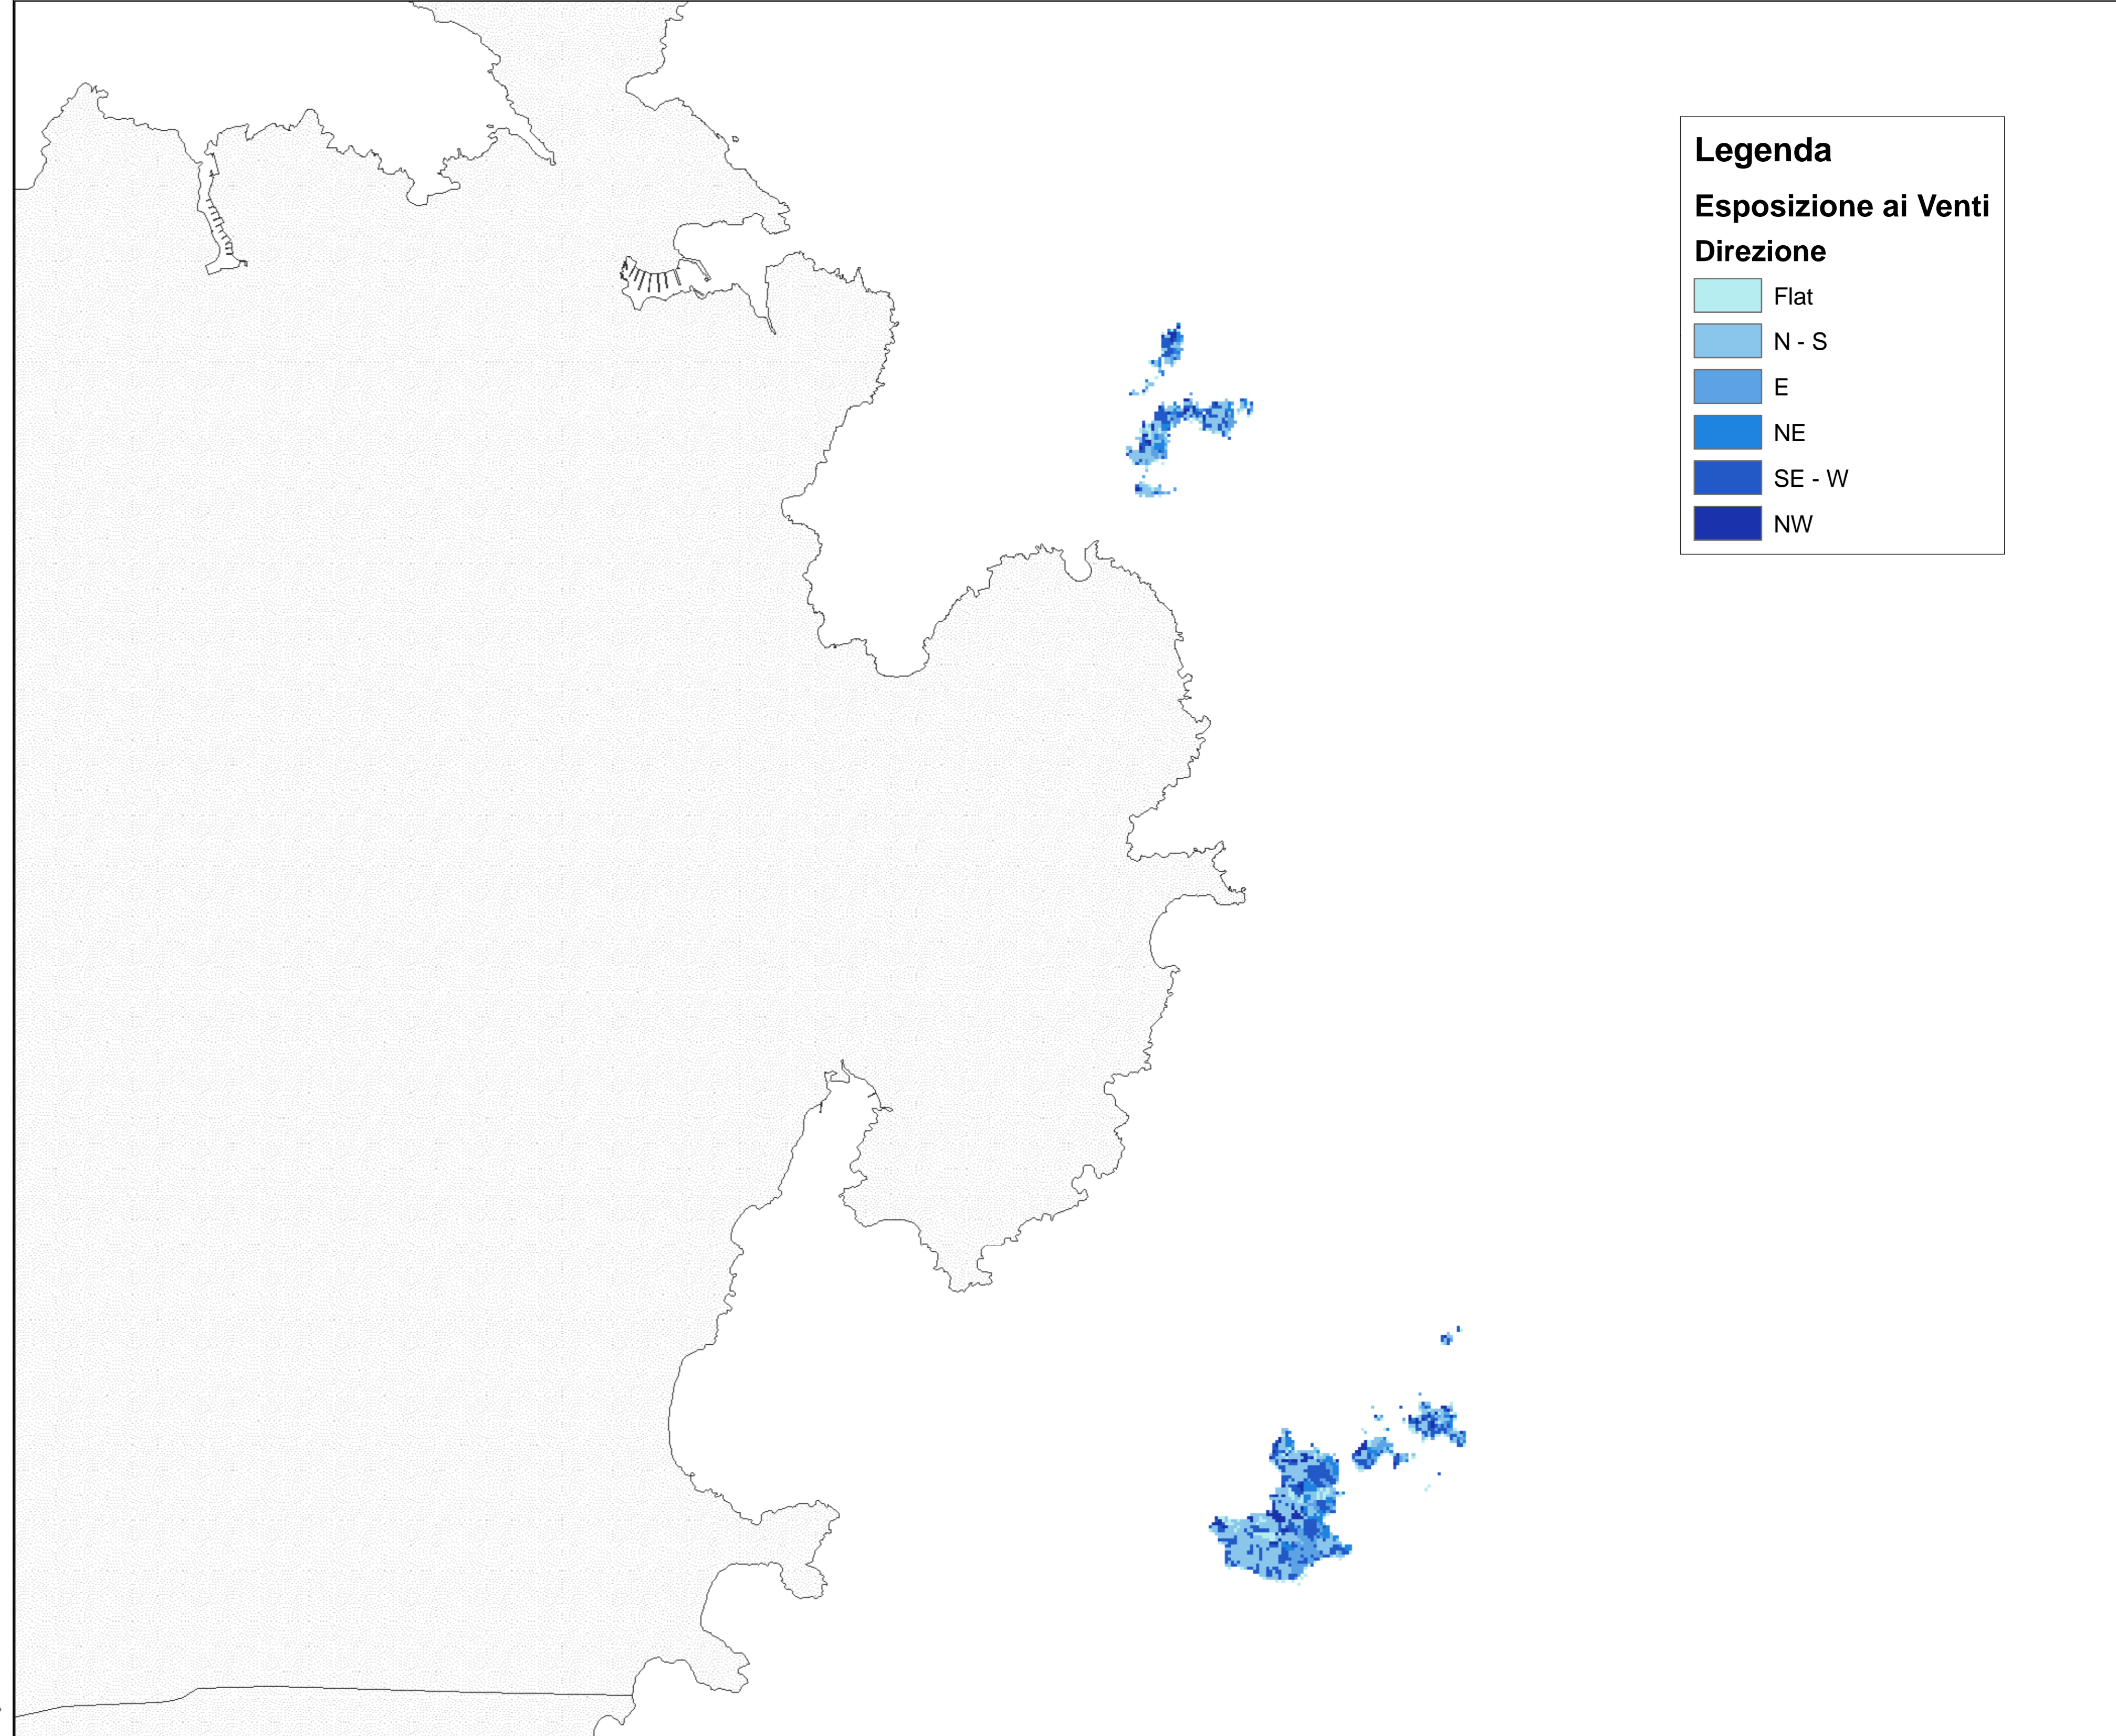 Legenda
Esposizione ai Venti
Direzione
Flat
N - S
E
NE
SE - W
NW